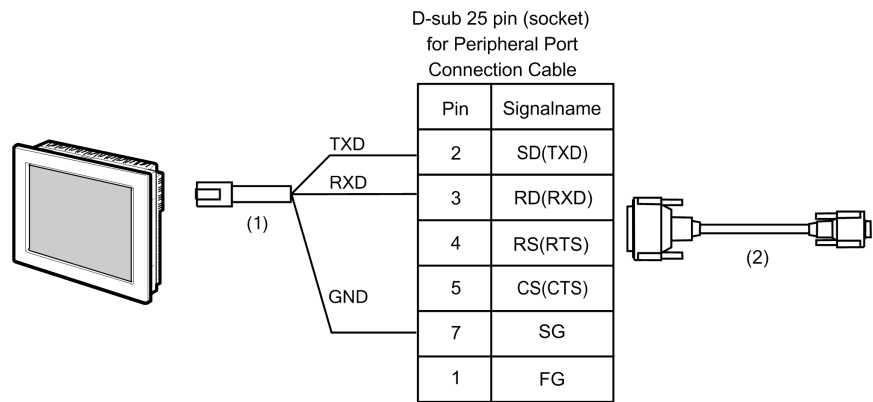 D-sub 25 pin (socket)
for Peripheral Port
Connection Cable
Pin Signalname
TXD 2 SD(TXD)
RXD 3 RD(RXD)
(1)
4 RS(RTS)
(2)
5 CS(CTS)
GND
7 SG
1 FG